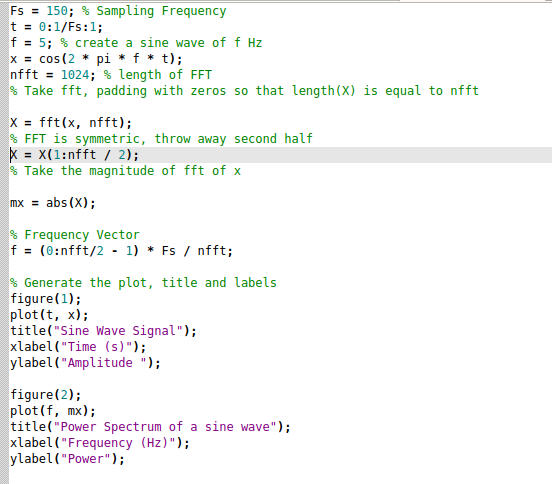 Fs = 150; % Sampling Frequency
t = 0:1/Fs:1;
f = 5; % create a sine wave of f Hz
x = cos(2 * pi * f * t);
nfft = 1024; % length of FFT
% Take fft, padding with zeros so that length(X) is equal to nfft
X = fft(x, nfft);
% FFT is symmetric, throw away second half
X = X(1:nfft / 2);
% Take the magnitude of fft of x
mx = abs(X);
% Frequency Vector
f = (0:nfft/2 - 1) * Fs / nfft;
% Generate the plot, title and labels
figure(1);
plot(t, x);
title("Sine Wave Signal");
xlabel("Time (s)");
ylabel("Amplitude ");
figure(2);
plot(f, mx);
title("Power Spectrum of a sine wave");
xlabel("Frequency (Hz)");
ylabel("Power");